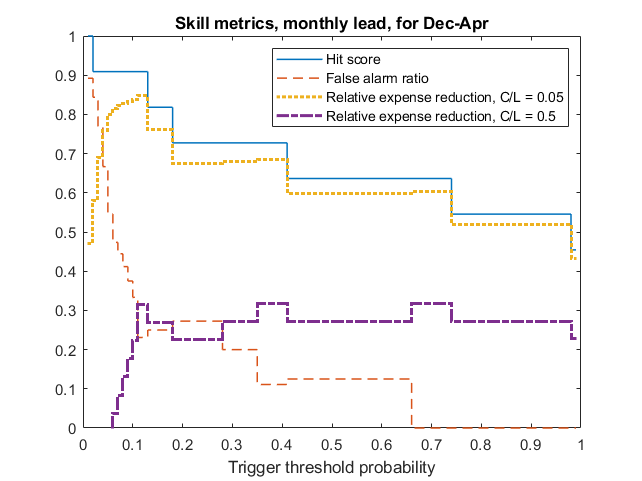 Skill metrics, monthly lead, for Dec-Apr
1
0.9
0.8
0.7
0.6
0.5
0.4
0.3
0.2
0.1
0
Hit score
False alarm ratio
Relative expense reduction, C/L = 0.05
Relative expense reduction, C/L = 0.5
0 0.1 0.2 0.3 0.4 0.5 0.6 0.7 0.8 0.9 1
Trigger threshold probability